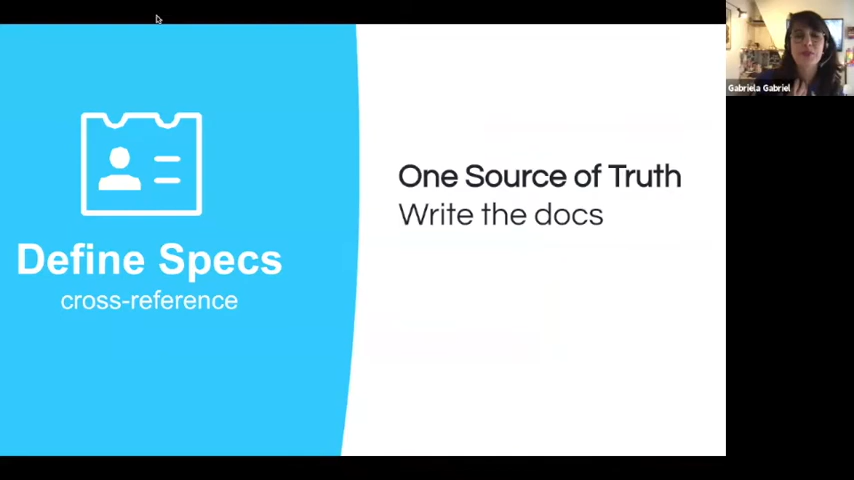 Define Specs
cross-reference
One Source of Truth
Write the docs
Gabriela Gabriel